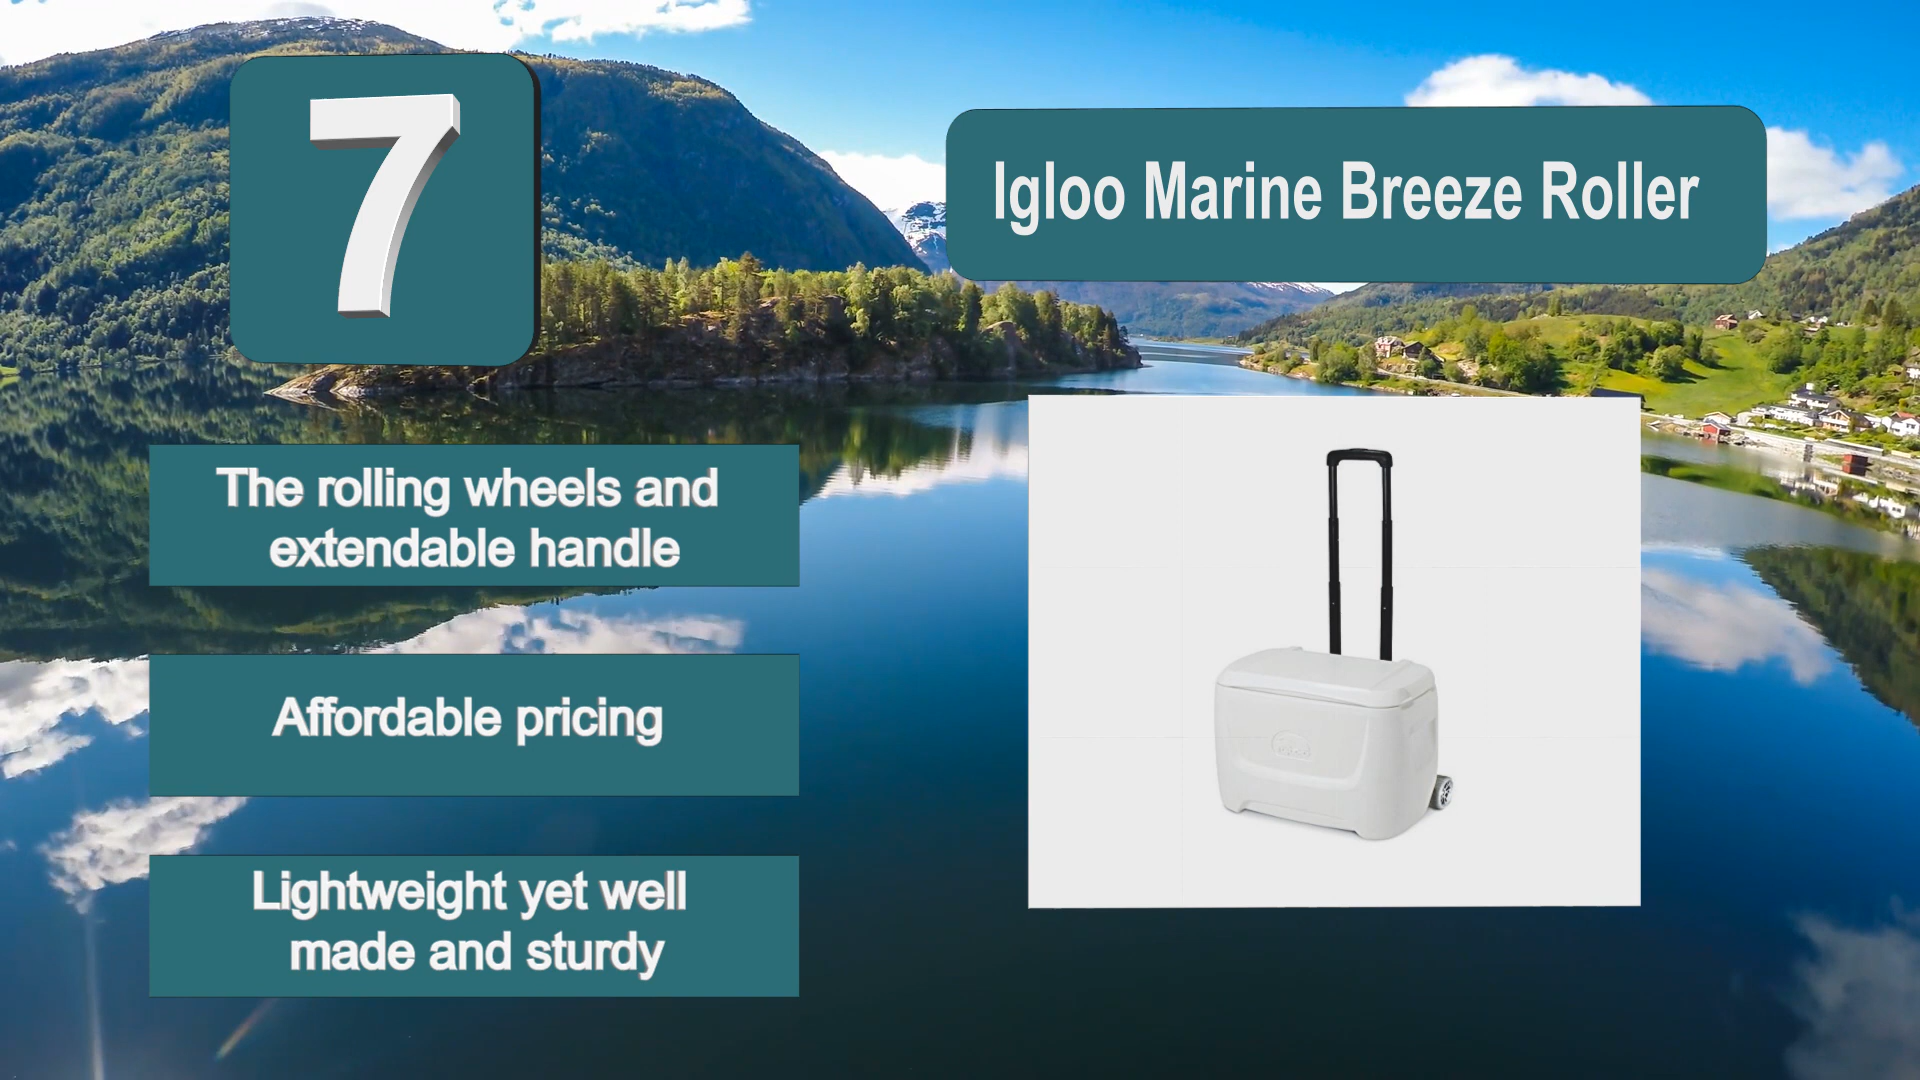 7
Igloo Marine Breeze Roller
The rolling wheels and
extendable handle
Affordable pricing
Lightweight yet well
made and sturdy